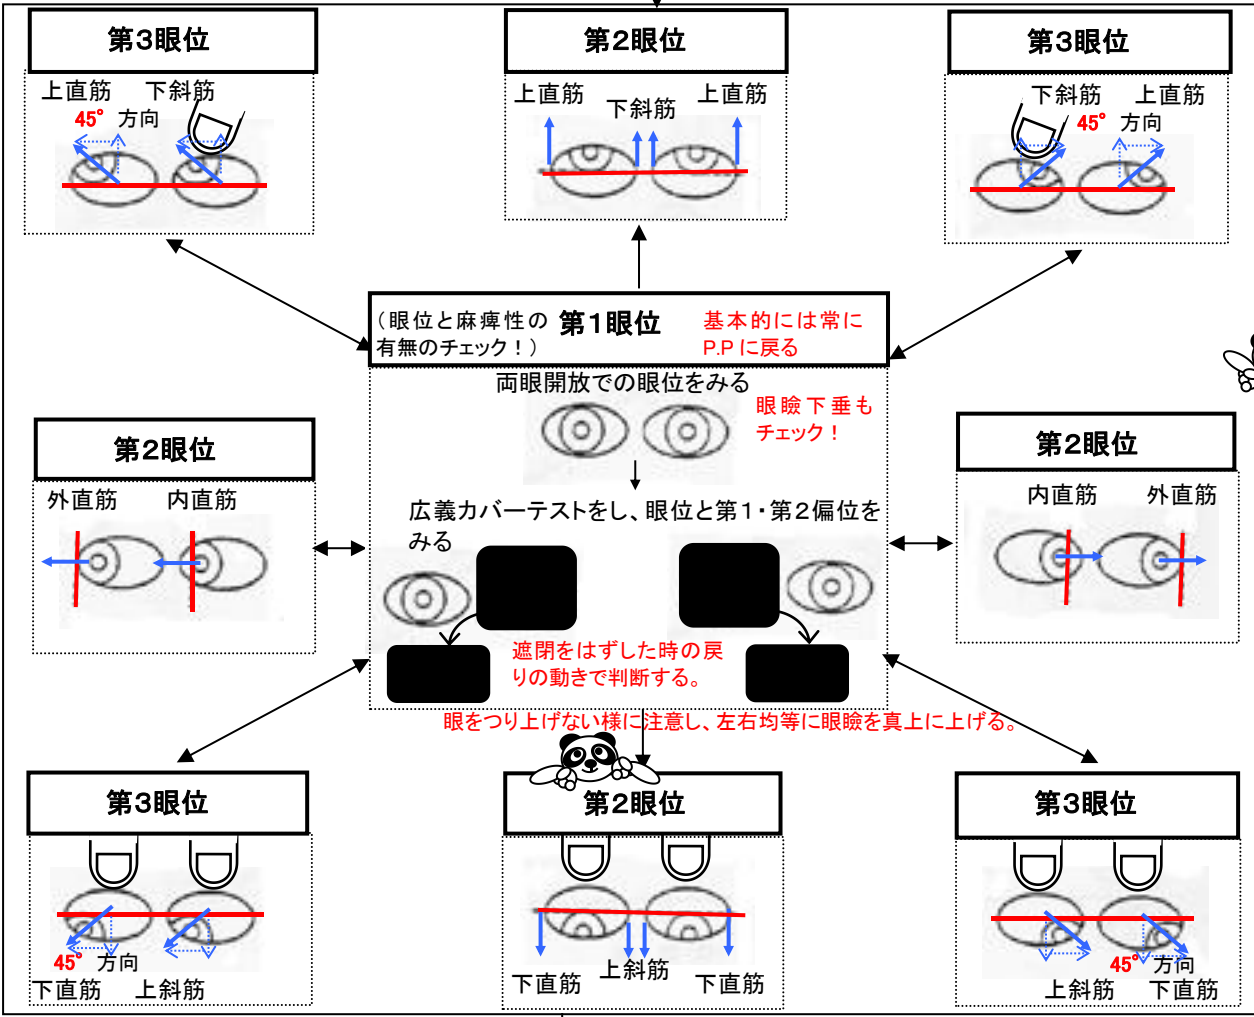 第3眼位
上直筋 下斜筋
45° 方向
第2眼位
上直筋 下斜筋 上直筋
第3眼位
下斜筋 上直筋
45° 方向
(眼位と麻痺性の
有無のチェック！)
第1眼位
基本的には常に
P.Pに戻る
両眼開放での眼位をみる
眼瞼下垂も
チェック！
広義カバーテストをし、眼位と第1・第2偏位を
みる
遮閉をはずした時の戻
りの動きで判断する。
第2眼位
外直筋 内直筋
第2眼位
内直筋 外直筋
眼をつり上げない様に注意し、左右均等に眼瞼を真上に上げる。
第3眼位
45° 方向
下直筋 上斜筋
第2眼位
下直筋 上斜筋 下直筋
第3眼位
45° 方向
上斜筋 下直筋